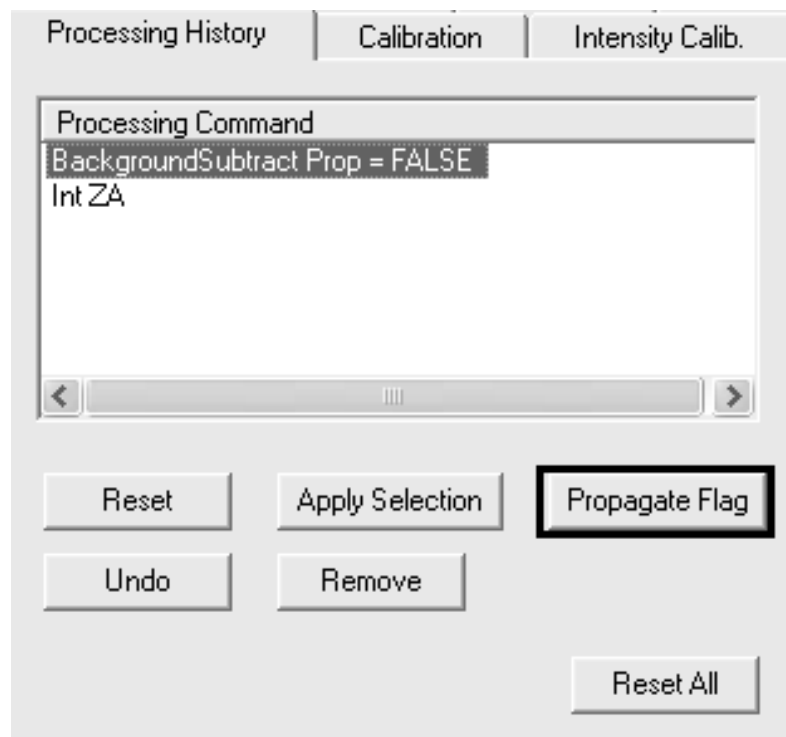 Processing History Calibration Intensity Calib.
Processing Command
BackgroundSubtract Prop = FALSE
Int ZA
Reset Apply Selection Propagate Flag
Undo Remove
Reset All